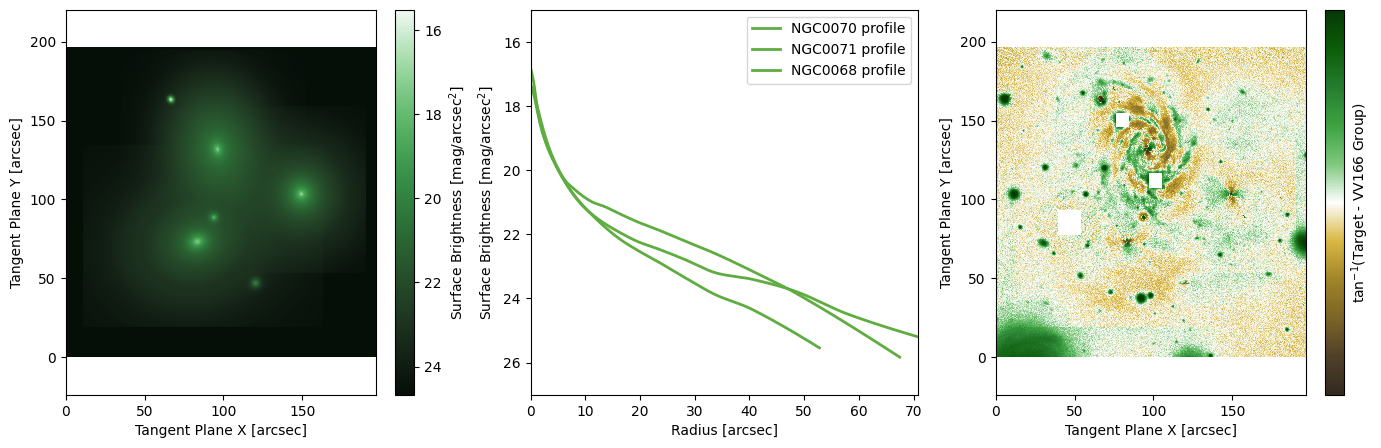 Tangent Plane Y [arcsec]
200
150
100
50
0
0 50 100 150
Tangent Plane X [arcsec]
16
18
20
22
24
Surface Brightness [mag/arcsec²]
Surface Brightness [mag/arcsec²]
16
18
20
22
24
26
NGC0070 profile
NGC0071 profile
NGC0068 profile
0 10 20 30 40 50 60 70
Radius [arcsec]
Tangent Plane Y [arcsec]
200
150
100
50
0
0 50 100 150
Tangent Plane X [arcsec]
tan⁻¹(Target - VV166 Group)